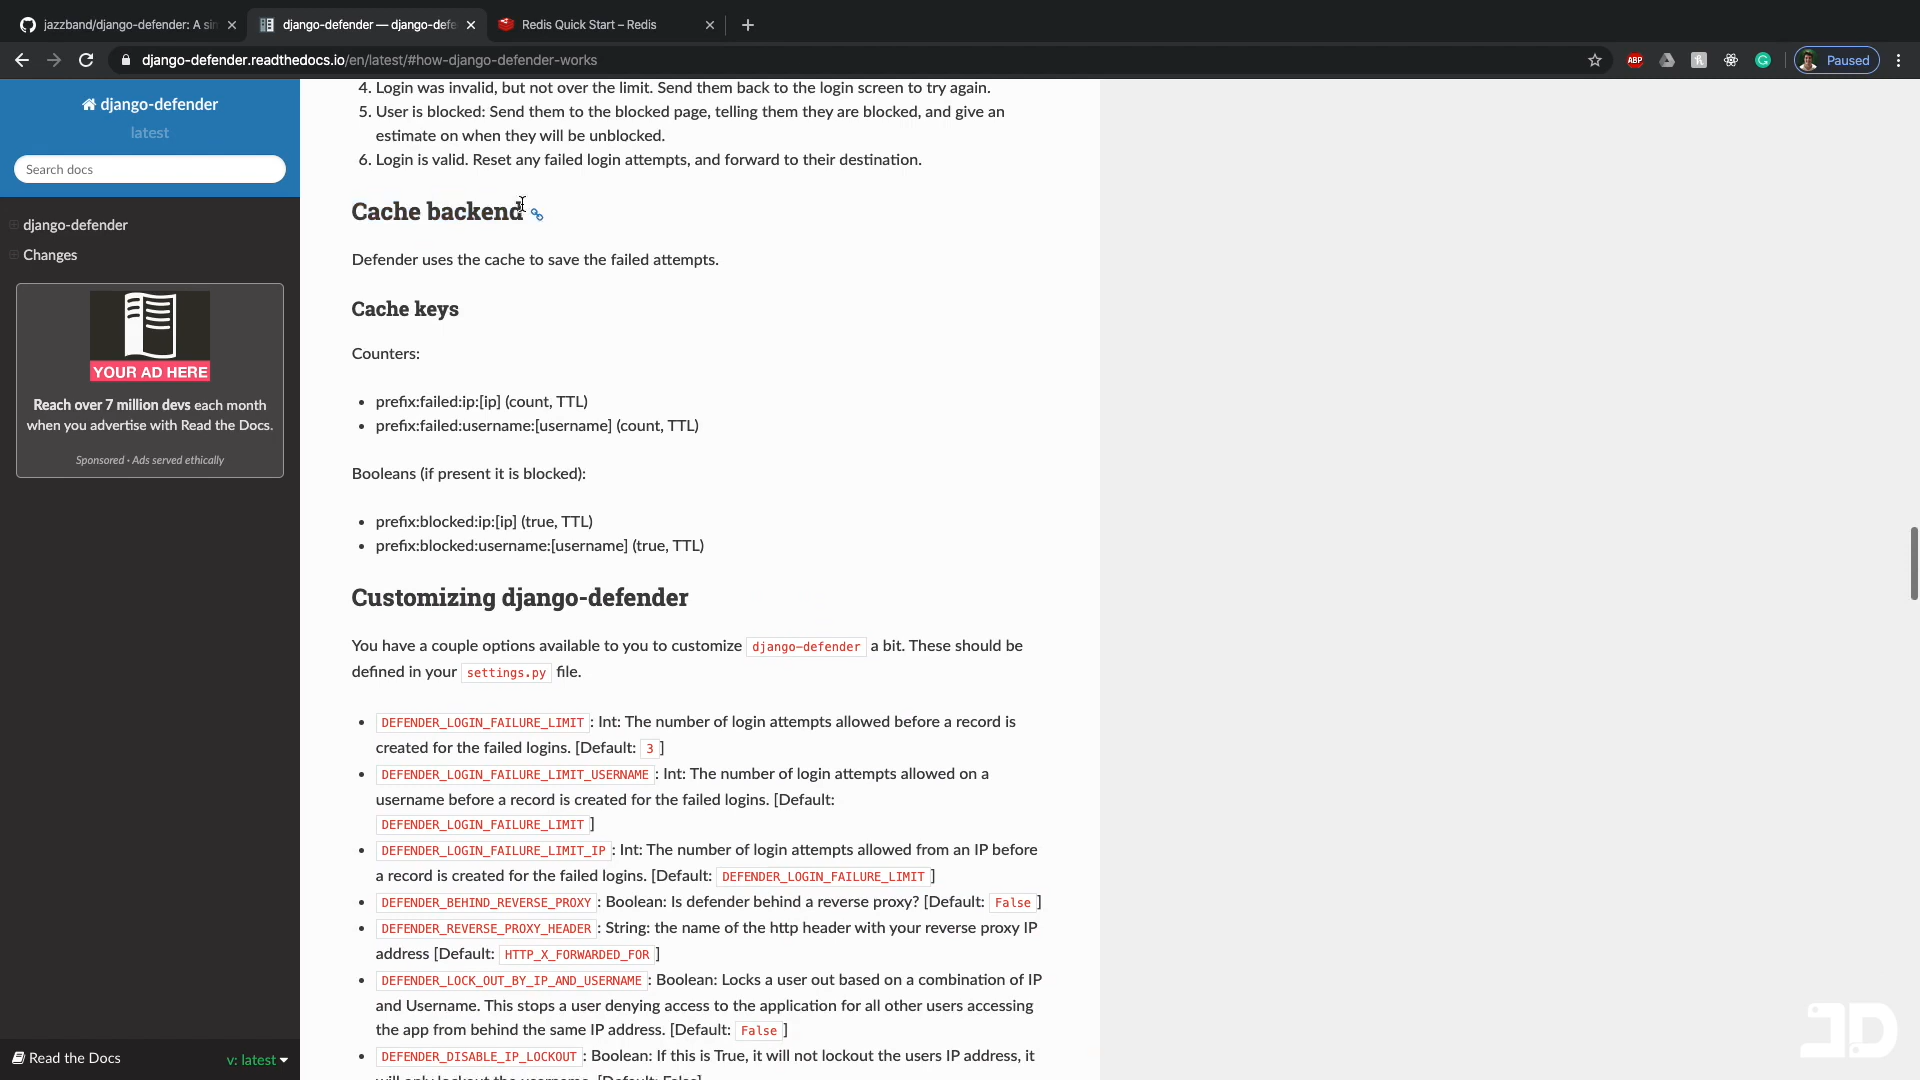 jazzband/django-defender: A sim
django-defender — django-defe
Redis Quick Start – Redis
django-defender.readthedocs.io/en/latest/#how-django-defender-works
ABP
Paused
django-defender
latest
Search docs
django-defender
Changes
YOUR AD HERE
Reach over 7 million devs each month
when you advertise with Read the Docs.
Sponsored · Ads served ethically
Read the Docs
v: latest
4. Login was invalid, but not over the limit. Send them back to the login screen to try again.
5. User is blocked: Send them to the blocked page, telling them they are blocked, and give an
estimate on when they will be unblocked.
6. Login is valid. Reset any failed login attempts, and forward to their destination.
Cache backend
Defender uses the cache to save the failed attempts.
Cache keys
Counters:
• prefix:failed:ip:[ip] (count, TTL)
• prefix:failed:username:[username] (count, TTL)
Booleans (if present it is blocked):
• prefix:blocked:ip:[ip] (true, TTL)
• prefix:blocked:username:[username] (true, TTL)
Customizing django-defender
You have a couple options available to you to customize django-defender a bit. These should be
defined in your settings.py file.
• DEFENDER_LOGIN_FAILURE_LIMIT : Int: The number of login attempts allowed before a record is
created for the failed logins. [Default: 3 ]
• DEFENDER_LOGIN_FAILURE_LIMIT_USERNAME : Int: The number of login attempts allowed on a
username before a record is created for the failed logins. [Default:
DEFENDER_LOGIN_FAILURE_LIMIT ]
• DEFENDER_LOGIN_FAILURE_LIMIT_IP : Int: The number of login attempts allowed from an IP before
a record is created for the failed logins. [Default: DEFENDER_LOGIN_FAILURE_LIMIT ]
• DEFENDER_BEHIND_REVERSE_PROXY : Boolean: Is defender behind a reverse proxy? [Default: False ]
• DEFENDER_REVERSE_PROXY_HEADER : String: the name of the http header with your reverse proxy IP
address [Default: HTTP_X_FORWARDED_FOR ]
• DEFENDER_LOCK_OUT_BY_IP_AND_USERNAME : Boolean: Locks a user out based on a combination of IP
and Username. This stops a user denying access to the application for all other users accessing
the app from behind the same IP address. [Default: False ]
• DEFENDER_DISABLE_IP_LOCKOUT : Boolean: If this is True, it will not lockout the users IP address, it
will only lockout the username. [Default: False]